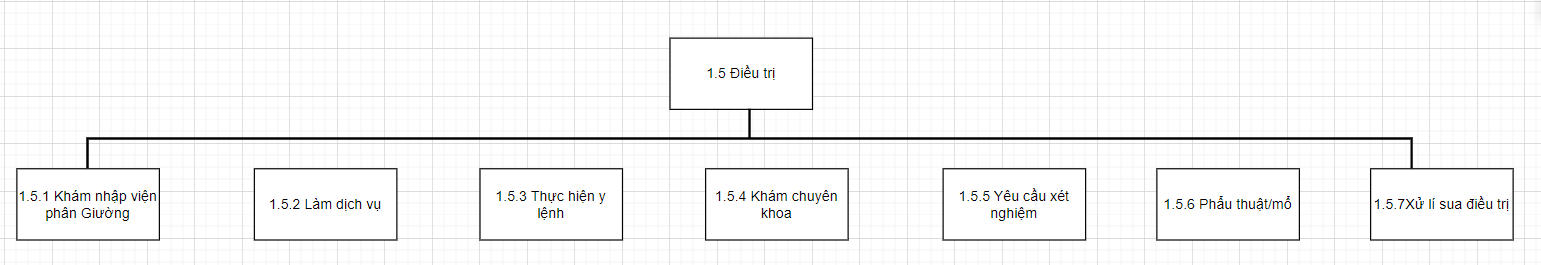 1.5 Điều trị
1.5.1 Khám nhập viện
phân Giường
1.5.2 Làm dịch vụ
1.5.3 Thực hiện y
lệnh
1.5.4 Khám chuyên
khoa
1.5.5 Yêu cầu xét
nghiệm
1.5.6 Phẩu thuật/mổ
1.5.7Xử lí sua điều trị